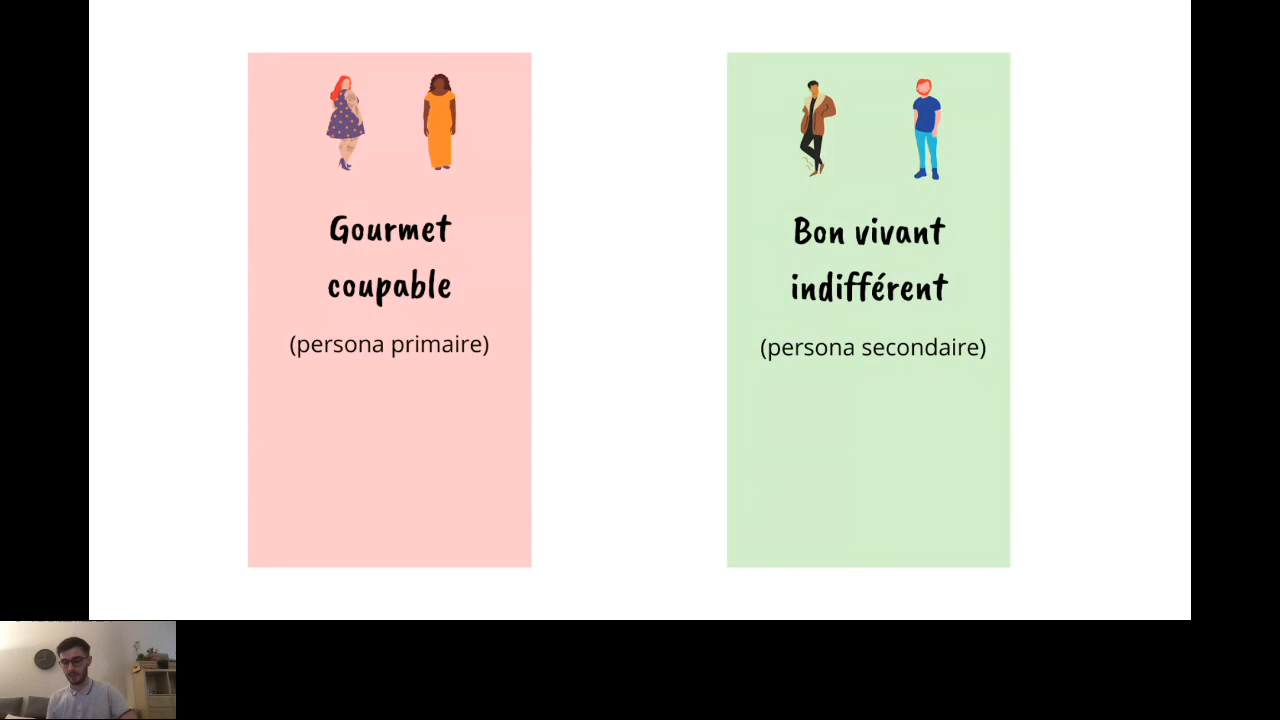 Gourmet
coupable
(persona primaire)
Bon vivant
indifférent
(persona secondaire)